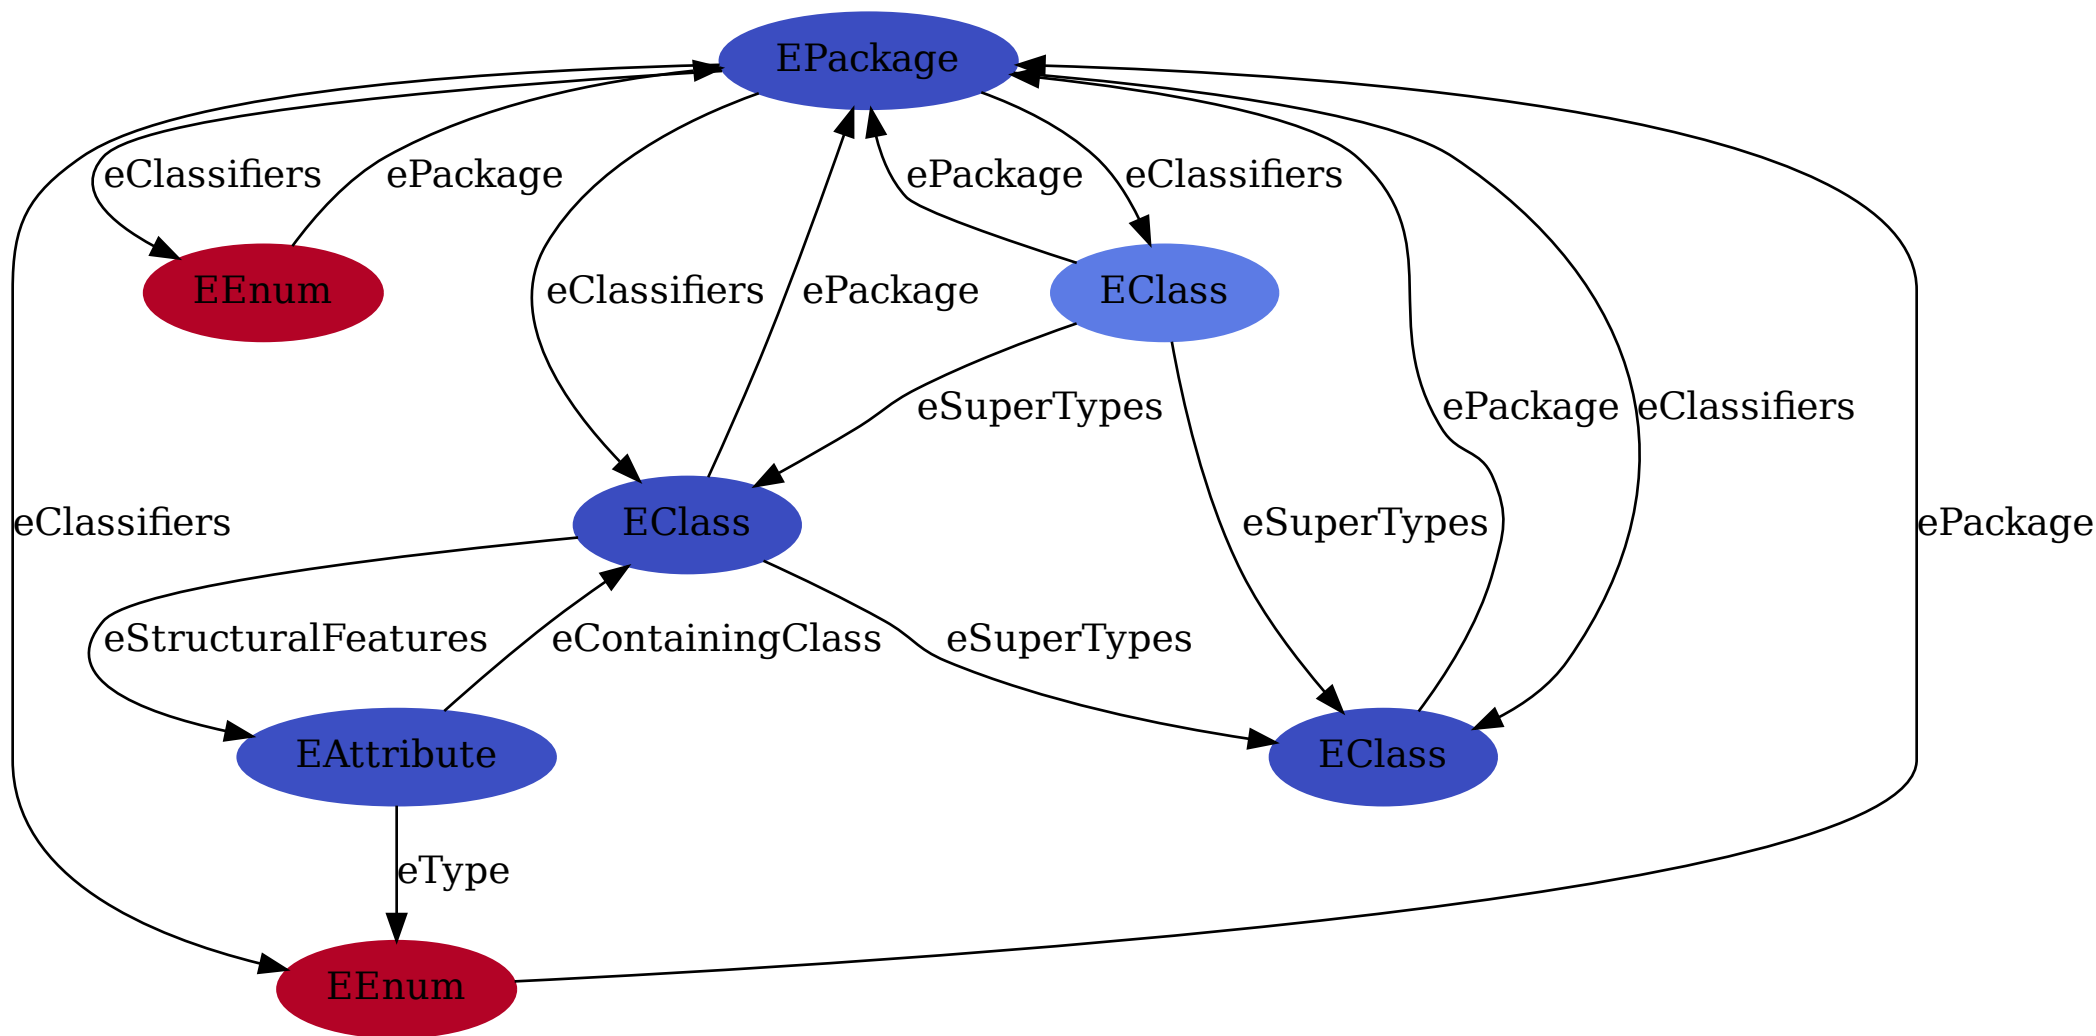 EPackage
eClassifiers
ePackage
ePackage
eClassifiers
EEnum
eClassifiers
ePackage
EClass
eSuperTypes
ePackage
eClassifiers
eClassifiers
EClass
eSuperTypes
ePackage
eStructuralFeatures
eContainingClass
eSuperTypes
EAttribute
EClass
eType
EEnum